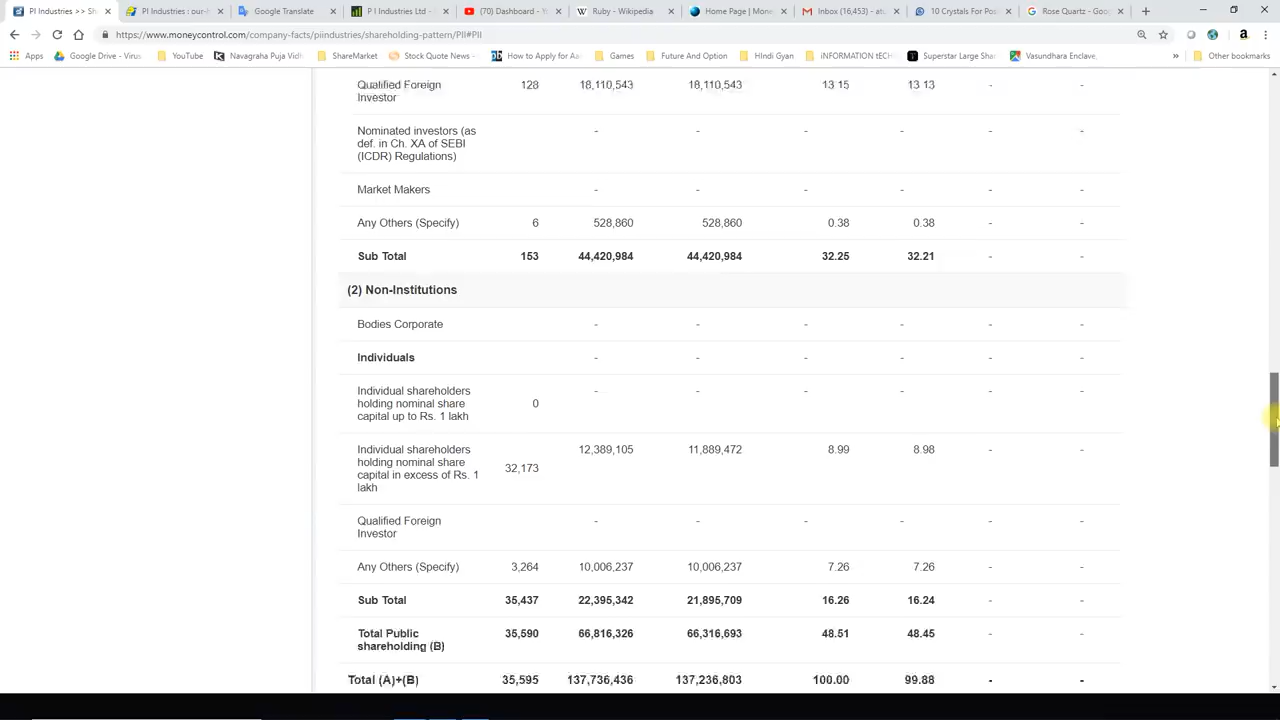 PI Industries >> Sh
PI Industries : our-l
Google Translate
P I Industries Ltd -
(70) Dashboard - Yo
Ruby - Wikipedia
Home Page | Mone
Inbox (16,453) - atu
10 Crystals For Pos
Rose Quartz - Goog
https://www.moneycontrol.com/company-facts/piindustries/shareholding-pattern/PII#PII
Apps Google Drive - Virus YouTube Navagraha Puja Vidh ShareMarket Stock Quote News - How to Apply for Aa Games Future And Option HIndi Gyan iNFORMATION tECH Superstar Large Shar Vasundhara Enclave, » Other bookmarks
Qualified Foreign 128 18,110,543 18,110,543 13.15 13.13 - -
Investor
Nominated investors (as - - - - - -
def. in Ch. XA of SEBI
(ICDR) Regulations)
Market Makers - - - - - -
Any Others (Specify) 6 528,860 528,860 0.38 0.38 - -
Sub Total 153 44,420,984 44,420,984 32.25 32.21 - -
(2) Non-Institutions
Bodies Corporate - - - - - -
Individuals - - - - - -
Individual shareholders - - - - - -
holding nominal share 0
capital up to Rs. 1 lakh
Individual shareholders 12,389,105 11,889,472 8.99 8.98 - -
holding nominal share
capital in excess of Rs. 1 32,173
lakh
Qualified Foreign - - - - - -
Investor
Any Others (Specify) 3,264 10,006,237 10,006,237 7.26 7.26 - -
Sub Total 35,437 22,395,342 21,895,709 16.26 16.24 - -
Total Public 35,590 66,816,326 66,316,693 48.51 48.45 - -
shareholding (B)
Total (A)+(B) 35,595 137,736,436 137,236,803 100.00 99.88 - -